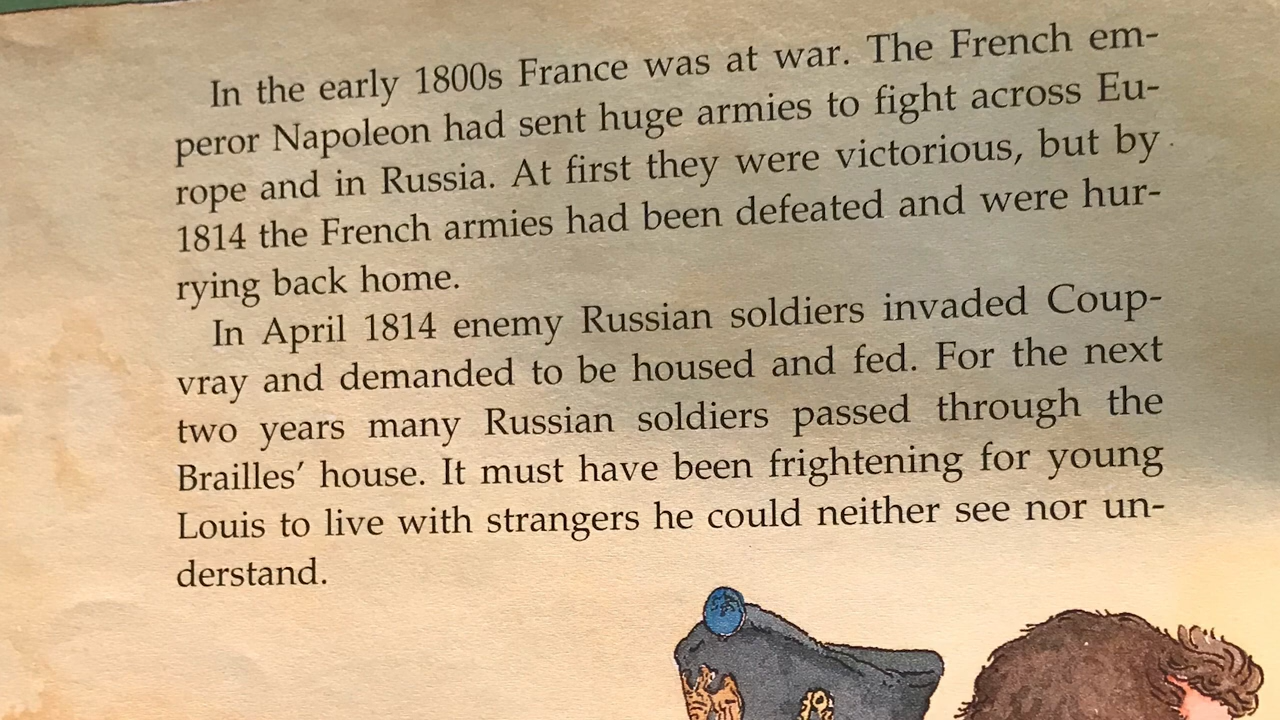 In the early 1800s France was at war. The French em-
peror Napoleon had sent huge armies to fight across Eu-
rope and in Russia. At first they were victorious, but by
1814 the French armies had been defeated and were hur-
rying back home.
In April 1814 enemy Russian soldiers invaded Coup-
vray and demanded to be housed and fed. For the next
two years many Russian soldiers passed through the
Brailles’ house. It must have been frightening for young
Louis to live with strangers he could neither see nor un-
derstand.